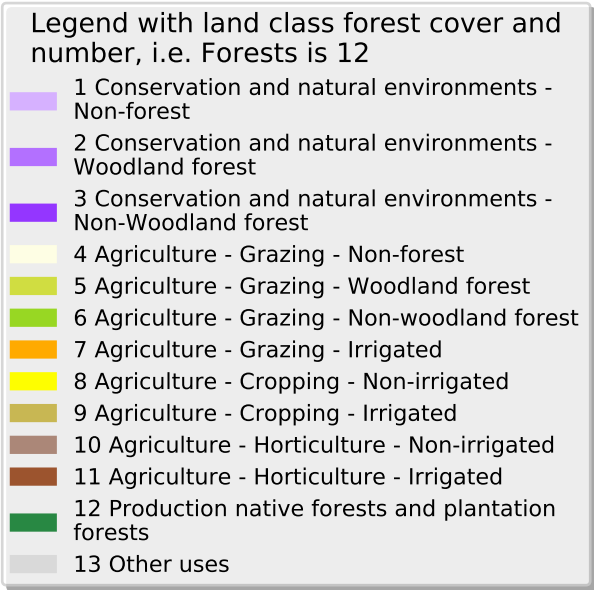 Legend with land class forest cover and
number, i.e. Forests is 12
1 Conservation and natural environments -
Non-forest
2 Conservation and natural environments -
Woodland forest
3 Conservation and natural environments -
Non-Woodland forest
4 Agriculture - Grazing - Non-forest
5 Agriculture - Grazing - Woodland forest
6 Agriculture - Grazing - Non-woodland forest
7 Agriculture - Grazing - Irrigated
8 Agriculture - Cropping - Non-irrigated
9 Agriculture - Cropping - Irrigated
10 Agriculture - Horticulture - Non-irrigated
11 Agriculture - Horticulture - Irrigated
12 Production native forests and plantation
forests
13 Other uses